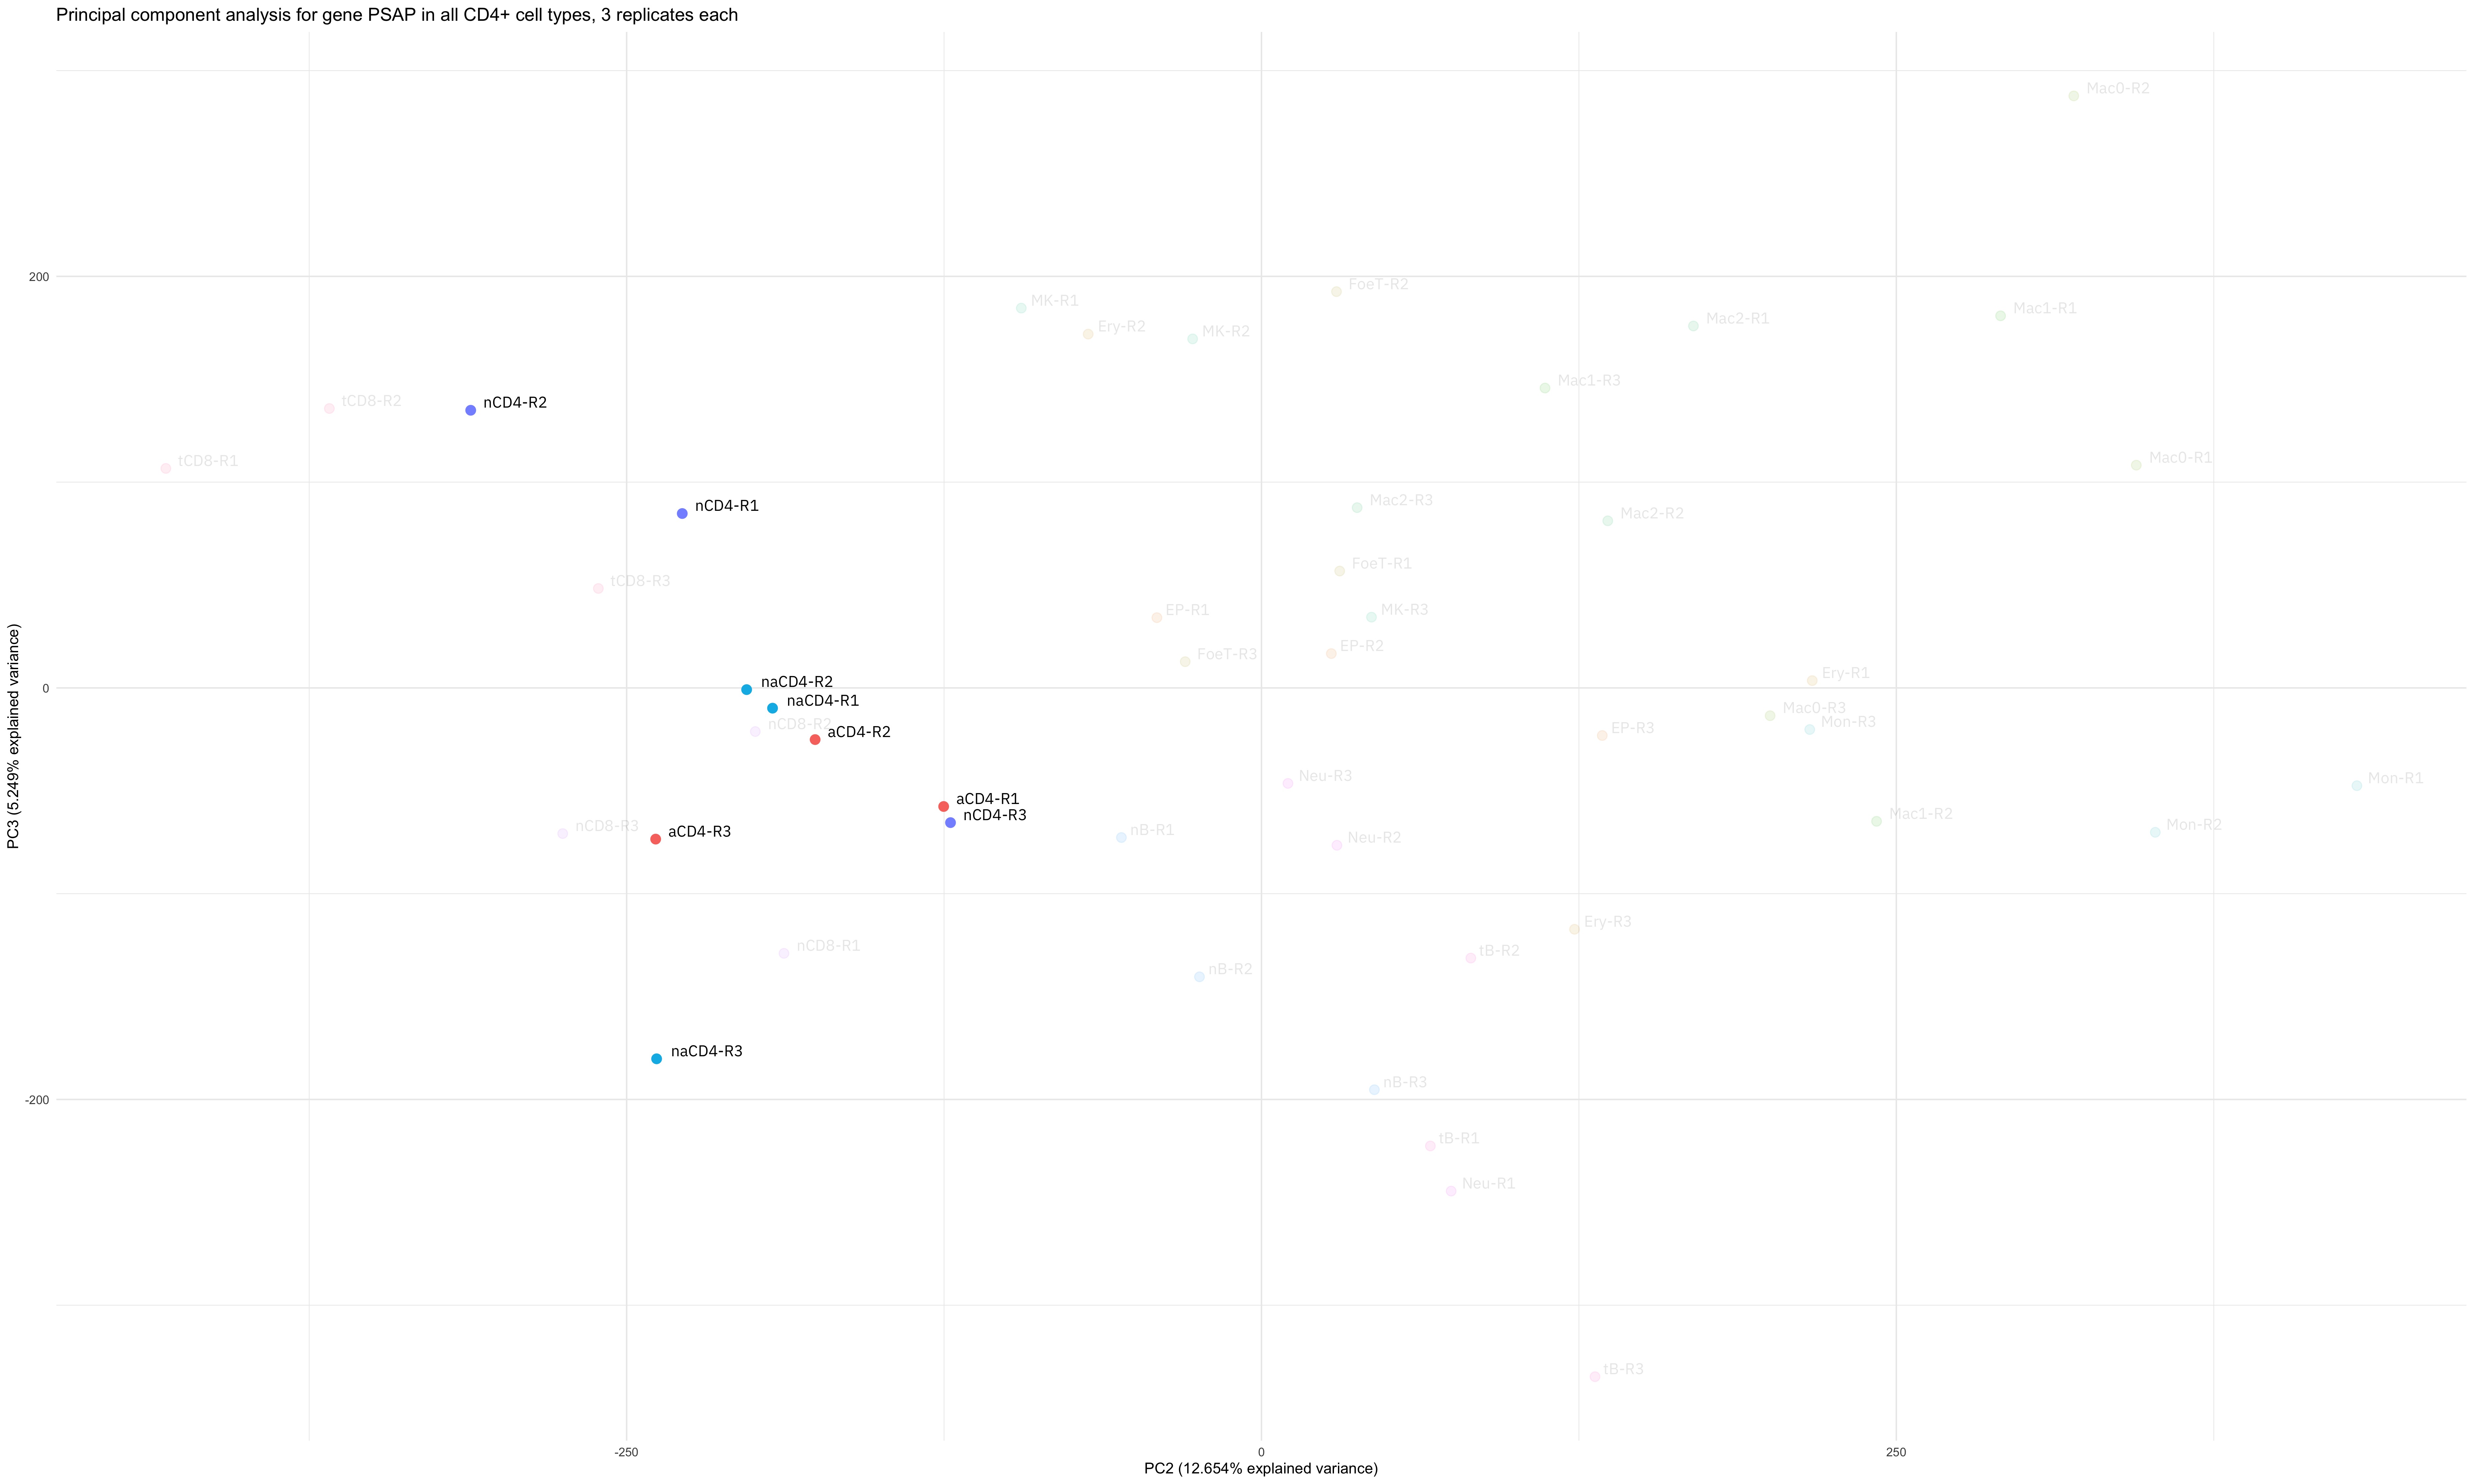 Principal component analysis for gene PSAP in all CD4+ cell types, 3 replicates each
Mac0-R2
200
FoeT-R2
MK-R1
Mac1-R1
Mac2-R1
Ery-R2
MK-R2
Mac1-R3
tCD8-R2
nCD4-R2
Mac0-R1
tCD8-R1
Mac2-R3
nCD4-R1
Mac2-R2
FoeT-R1
tCD8-R3
EP-R1
MK-R3
EP-R2
FoeT-R3
Ery-R1
naCD4-R2
0
naCD4-R1
Mac0-R3
Mon-R3
nCD8-R2
EP-R3
aCD4-R2
Neu-R3
Mon-R1
aCD4-R1
Mac1-R2
nCD4-R3
Mon-R2
nCD8-R3
nB-R1
aCD4-R3
Neu-R2
PC3 (5.249% explained variance)
Ery-R3
nCD8-R1
tB-R2
nB-R2
naCD4-R3
nB-R3
-200
tB-R1
Neu-R1
tB-R3
-250
0
250
PC2 (12.654% explained variance)